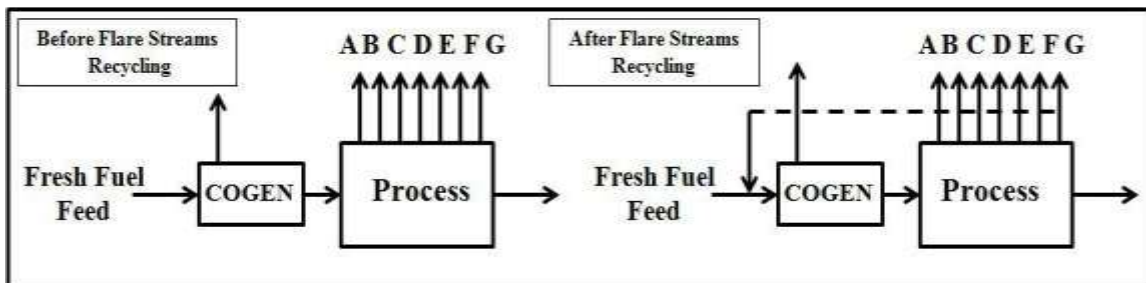 Before Flare Streams
Recycling
A B C D E F G
Fresh Fuel
Feed
COGEN
Process
After Flare Streams
Recycling
A B C D E F G
Fresh Fuel
Feed
COGEN
Process